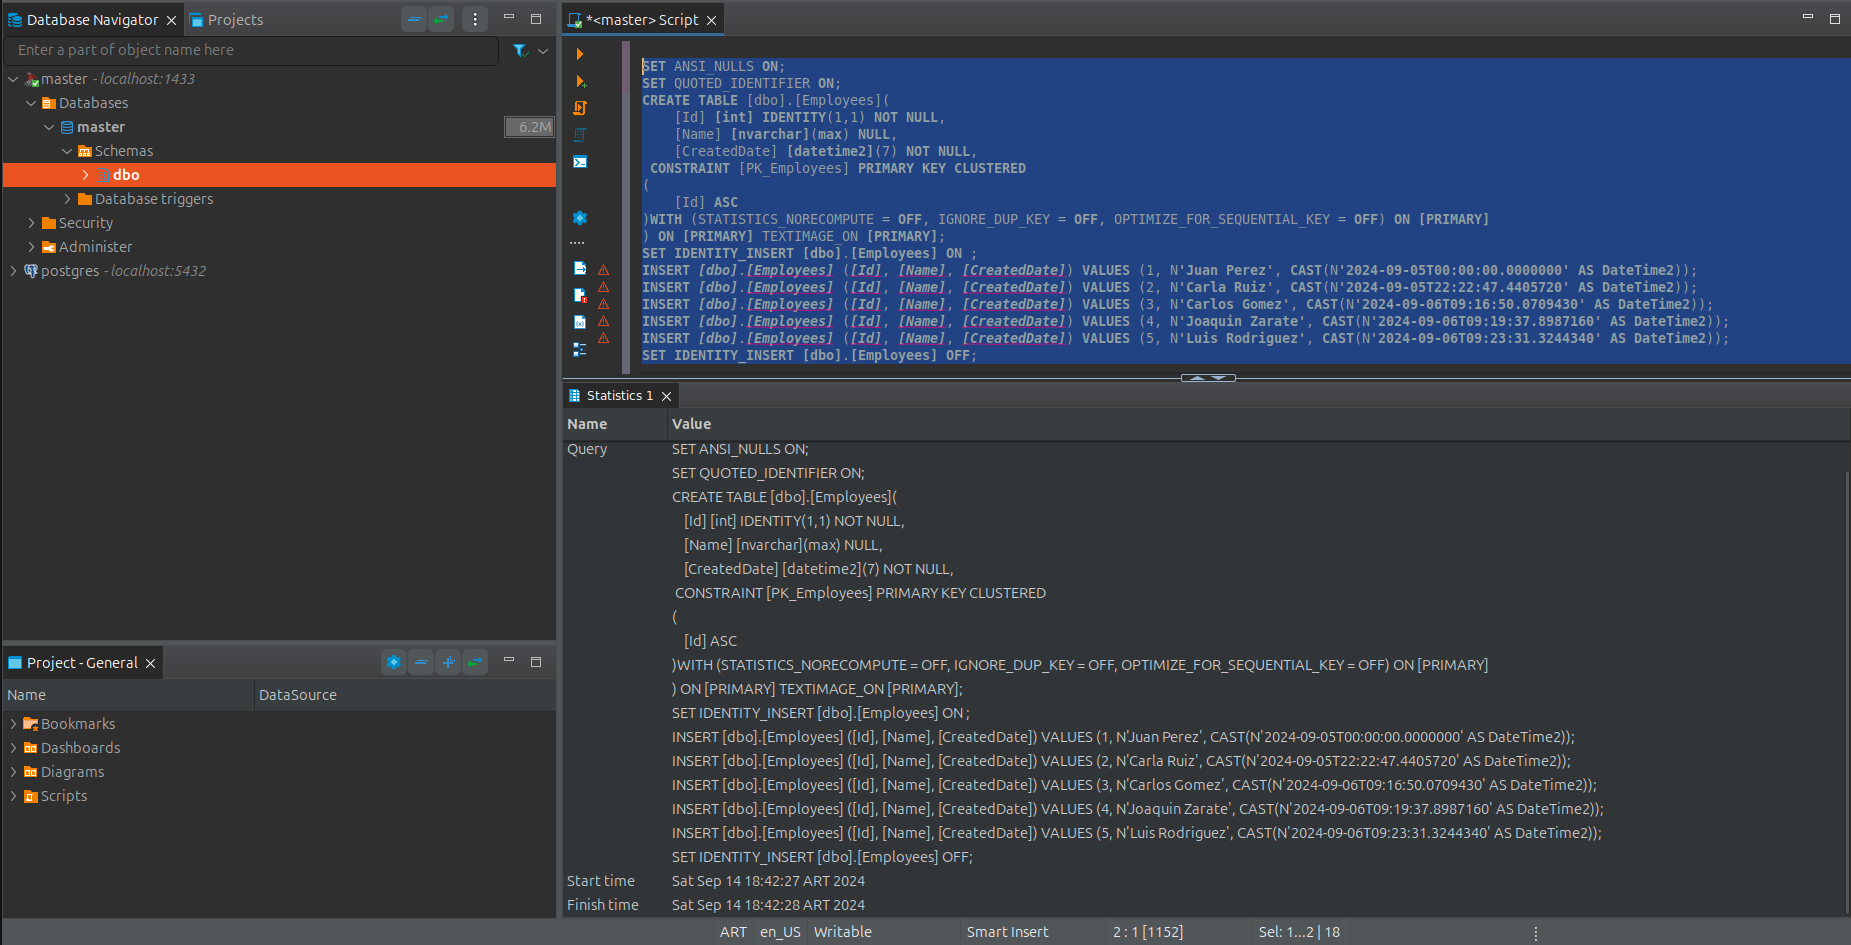 Database Navigator
Projects
Enter a part of object name here
master - localhost:1433
Databases
master
6.2M
Schemas
dbo
Database triggers
Security
Administer
postgres - localhost:5432
Project - General
Name
DataSource
Bookmarks
Dashboards
Diagrams
Scripts
*<master> Script
SET ANSI_NULLS ON;
SET QUOTED_IDENTIFIER ON;
CREATE TABLE [dbo].[Employees](
[Id] [int] IDENTITY(1,1) NOT NULL,
[Name] [nvarchar](max) NULL,
[CreatedDate] [datetime2](7) NOT NULL,
CONSTRAINT [PK_Employees] PRIMARY KEY CLUSTERED
(
[Id] ASC
)WITH (STATISTICS_NORECOMPUTE = OFF, IGNORE_DUP_KEY = OFF, OPTIMIZE_FOR_SEQUENTIAL_KEY = OFF) ON [PRIMARY]
) ON [PRIMARY] TEXTIMAGE_ON [PRIMARY];
SET IDENTITY_INSERT [dbo].[Employees] ON ;
INSERT [dbo].[Employees] ([Id], [Name], [CreatedDate]) VALUES (1, N'Juan Perez', CAST(N'2024-09-05T00:00:00.0000000' AS DateTime2));
INSERT [dbo].[Employees] ([Id], [Name], [CreatedDate]) VALUES (2, N'Carla Ruiz', CAST(N'2024-09-05T22:22:47.4405720' AS DateTime2));
INSERT [dbo].[Employees] ([Id], [Name], [CreatedDate]) VALUES (3, N'Carlos Gomez', CAST(N'2024-09-06T09:16:50.0709430' AS DateTime2));
INSERT [dbo].[Employees] ([Id], [Name], [CreatedDate]) VALUES (4, N'Joaquin Zarate', CAST(N'2024-09-06T09:19:37.8987160' AS DateTime2));
INSERT [dbo].[Employees] ([Id], [Name], [CreatedDate]) VALUES (5, N'Luis Rodriguez', CAST(N'2024-09-06T09:23:31.3244340' AS DateTime2));
SET IDENTITY_INSERT [dbo].[Employees] OFF;
Statistics 1
Name Value
Query SET ANSI_NULLS ON;
SET QUOTED_IDENTIFIER ON;
CREATE TABLE [dbo].[Employees](
[Id] [int] IDENTITY(1,1) NOT NULL,
[Name] [nvarchar](max) NULL,
[CreatedDate] [datetime2](7) NOT NULL,
CONSTRAINT [PK_Employees] PRIMARY KEY CLUSTERED
(
[Id] ASC
)WITH (STATISTICS_NORECOMPUTE = OFF, IGNORE_DUP_KEY = OFF, OPTIMIZE_FOR_SEQUENTIAL_KEY = OFF) ON [PRIMARY]
) ON [PRIMARY] TEXTIMAGE_ON [PRIMARY];
SET IDENTITY_INSERT [dbo].[Employees] ON ;
INSERT [dbo].[Employees] ([Id], [Name], [CreatedDate]) VALUES (1, N'Juan Perez', CAST(N'2024-09-05T00:00:00.0000000' AS DateTime2));
INSERT [dbo].[Employees] ([Id], [Name], [CreatedDate]) VALUES (2, N'Carla Ruiz', CAST(N'2024-09-05T22:22:47.4405720' AS DateTime2));
INSERT [dbo].[Employees] ([Id], [Name], [CreatedDate]) VALUES (3, N'Carlos Gomez', CAST(N'2024-09-06T09:16:50.0709430' AS DateTime2));
INSERT [dbo].[Employees] ([Id], [Name], [CreatedDate]) VALUES (4, N'Joaquin Zarate', CAST(N'2024-09-06T09:19:37.8987160' AS DateTime2));
INSERT [dbo].[Employees] ([Id], [Name], [CreatedDate]) VALUES (5, N'Luis Rodriguez', CAST(N'2024-09-06T09:23:31.3244340' AS DateTime2));
SET IDENTITY_INSERT [dbo].[Employees] OFF;
Start time Sat Sep 14 18:42:27 ART 2024
Finish time Sat Sep 14 18:42:28 ART 2024
ART en_US Writable Smart Insert 2 : 1 [1152] Sel: 1...2 | 18